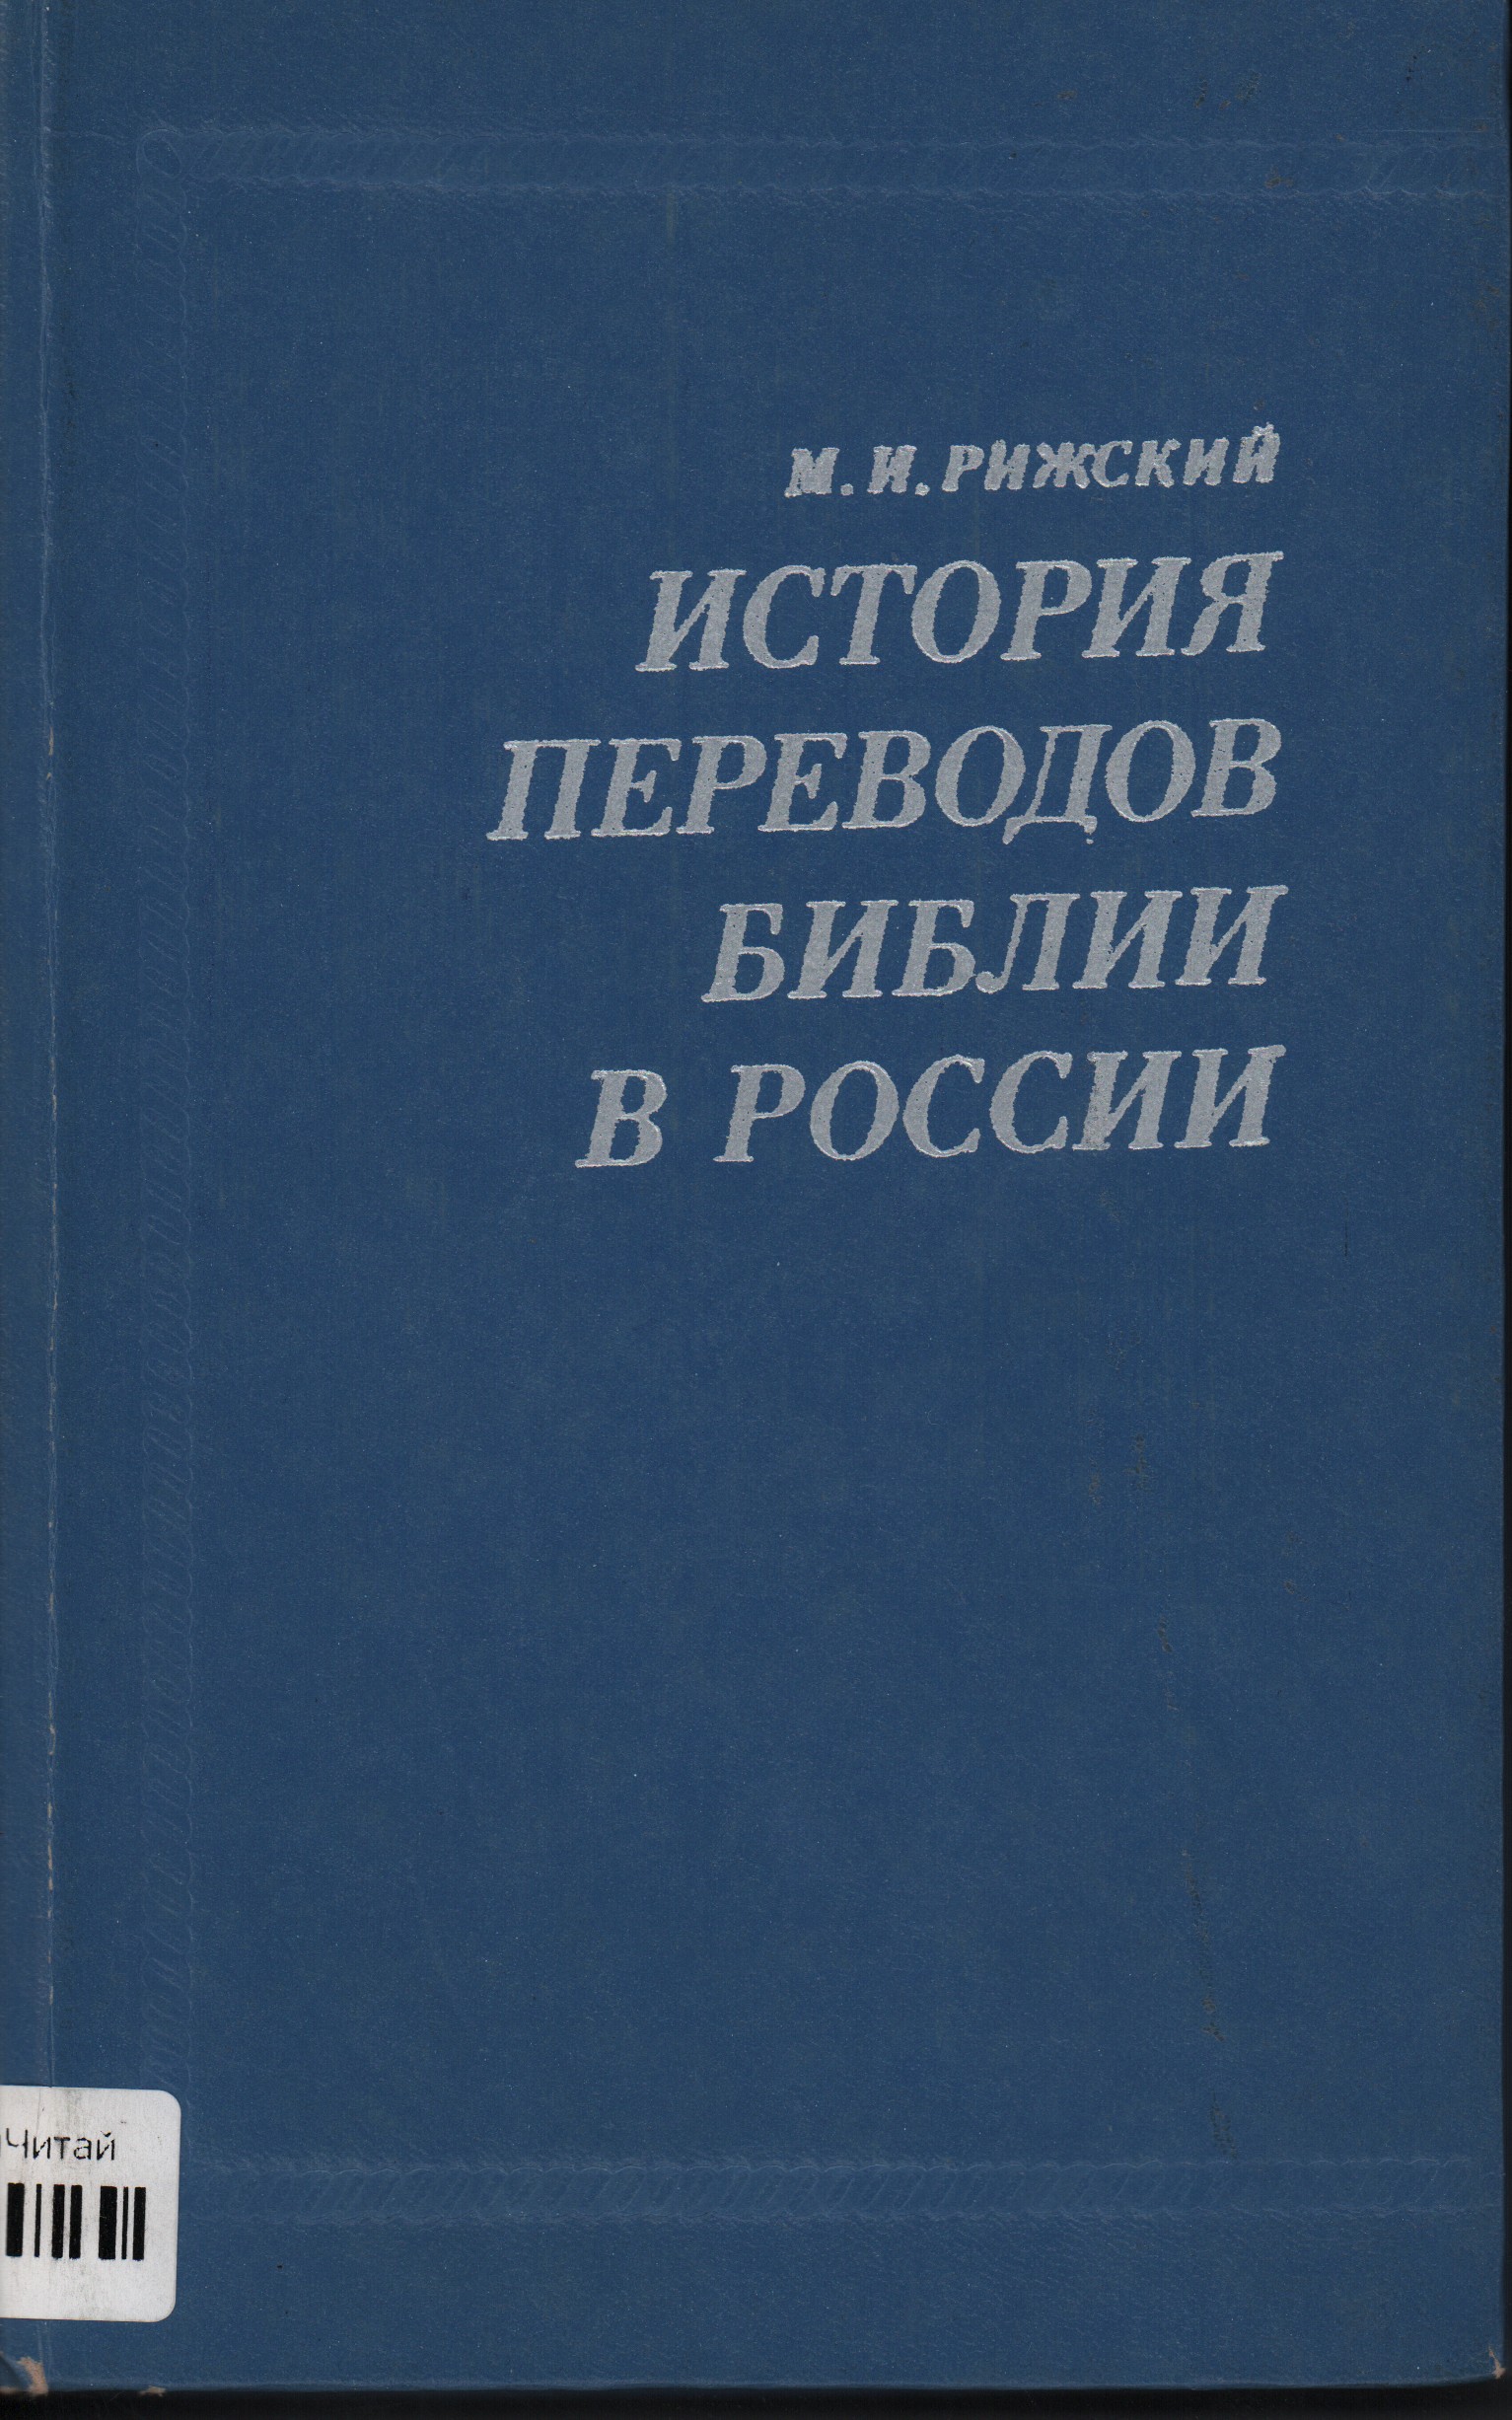 М. И. РИЖСКИЙ
ИСТОРИЯ
ПЕРЕВОДОВ
БИБЛИИ
В РОССИИ
Читай